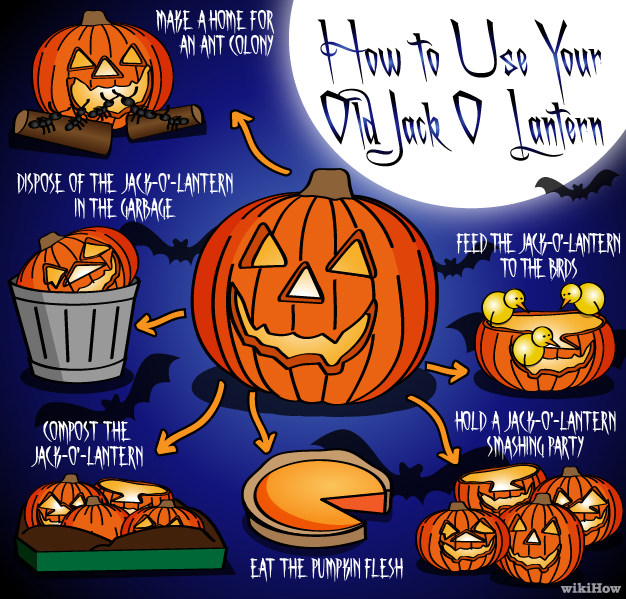 How to Use Your
Old Jack O Lantern
MAKE A HOME FOR
AN ANT COLONY
DISPOSE OF THE JACK-O'-LANTERN
IN THE GARBAGE
FEED THE JACK-O'-LANTERN
TO THE BIRDS
COMPOST THE
JACK-O'-LANTERN
EAT THE PUMPKIN FLESH
HOLD A JACK-O'-LANTERN
SMASHING PARTY
wikiHow